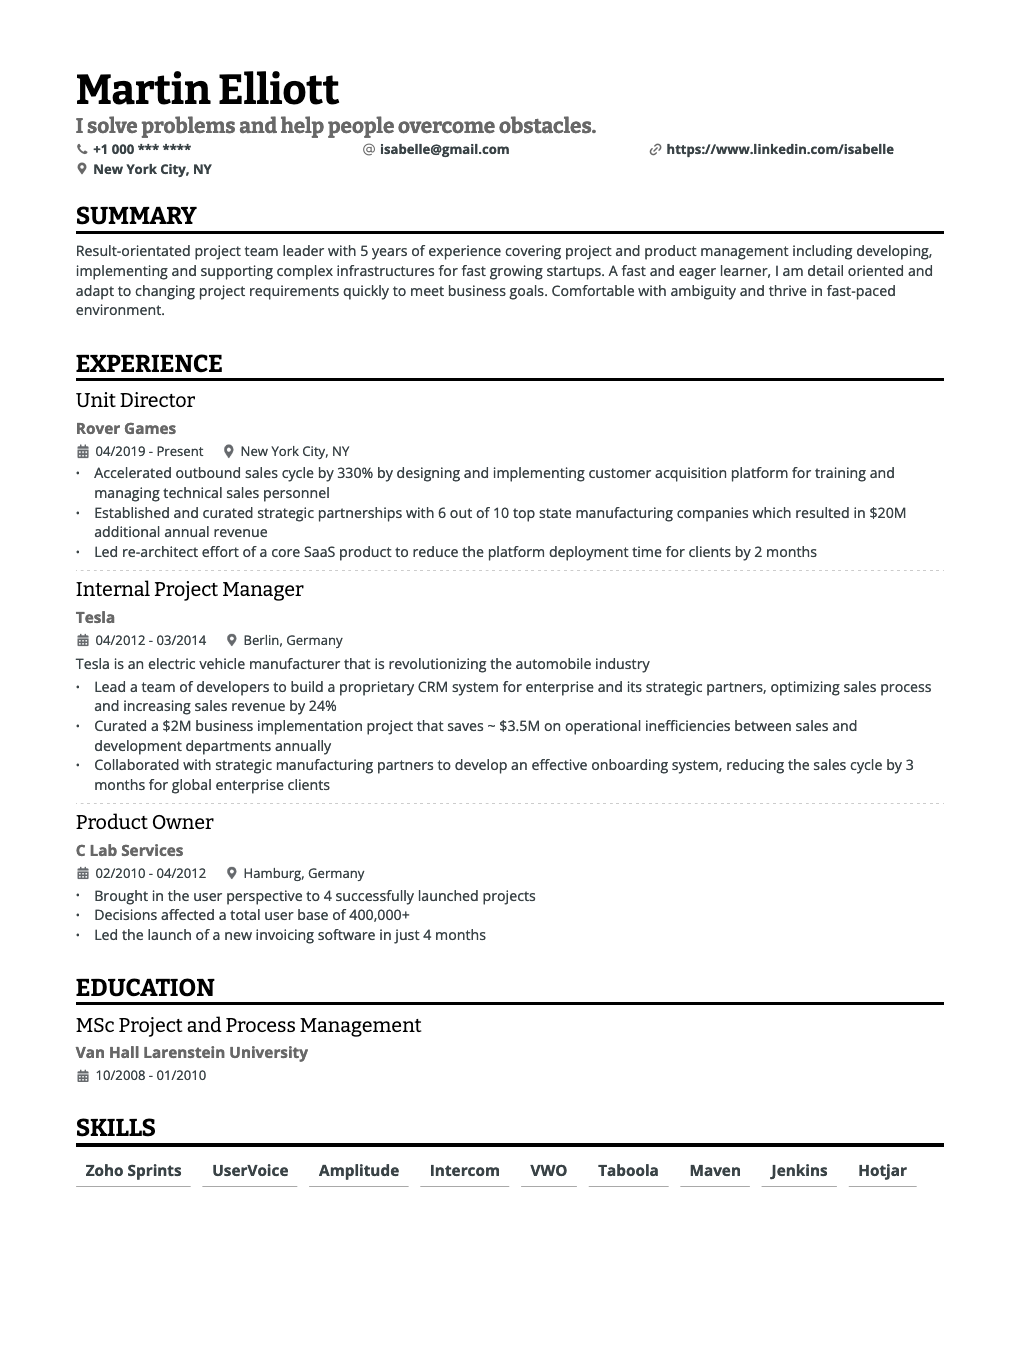 Martin Elliott
I solve problems and help people overcome obstacles.
+1 000 *** **** @ isabelle@gmail.com https://www.linkedin.com/isabelle
New York City, NY
SUMMARY
Result-orientated project team leader with 5 years of experience covering project and product management including developing,
implementing and supporting complex infrastructures for fast growing startups. A fast and eager learner, I am detail oriented and
adapt to changing project requirements quickly to meet business goals. Comfortable with ambiguity and thrive in fast-paced
environment.
EXPERIENCE
Unit Director
Rover Games
04/2019 - Present New York City, NY
• Accelerated outbound sales cycle by 330% by designing and implementing customer acquisition platform for training and
managing technical sales personnel
• Established and curated strategic partnerships with 6 out of 10 top state manufacturing companies which resulted in $20M
additional annual revenue
• Led re-architect effort of a core SaaS product to reduce the platform deployment time for clients by 2 months
Internal Project Manager
Tesla
04/2012 - 03/2014 Berlin, Germany
Tesla is an electric vehicle manufacturer that is revolutionizing the automobile industry
• Lead a team of developers to build a proprietary CRM system for enterprise and its strategic partners, optimizing sales process
and increasing sales revenue by 24%
• Curated a $2M business implementation project that saves ~ $3.5M on operational inefficiencies between sales and
development departments annually
• Collaborated with strategic manufacturing partners to develop an effective onboarding system, reducing the sales cycle by 3
months for global enterprise clients
Product Owner
C Lab Services
02/2010 - 04/2012 Hamburg, Germany
• Brought in the user perspective to 4 successfully launched projects
• Decisions affected a total user base of 400,000+
• Led the launch of a new invoicing software in just 4 months
EDUCATION
MSc Project and Process Management
Van Hall Larenstein University
10/2008 - 01/2010
SKILLS
Zoho Sprints UserVoice Amplitude Intercom VWO Taboola Maven Jenkins Hotjar